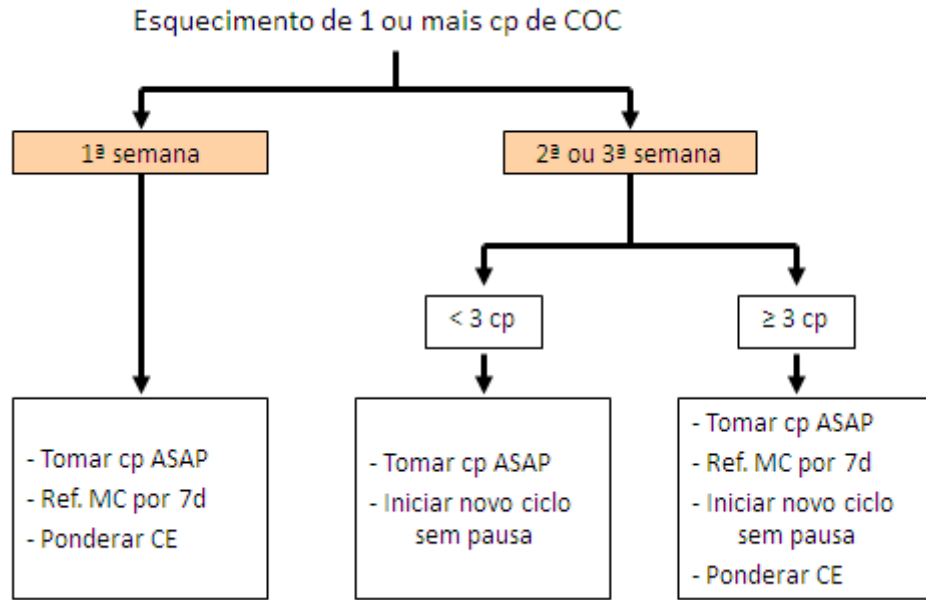 Esquecimento de 1 ou mais cp de COC
1ª semana
2ª ou 3ª semana
< 3 cp
≥ 3 cp
- Tomar cp ASAP
- Ref. MC por 7d
- Ponderar CE
- Tomar cp ASAP
- Iniciar novo ciclo
sem pausa
- Tomar cp ASAP
- Ref. MC por 7d
- Iniciar novo ciclo
sem pausa
- Ponderar CE